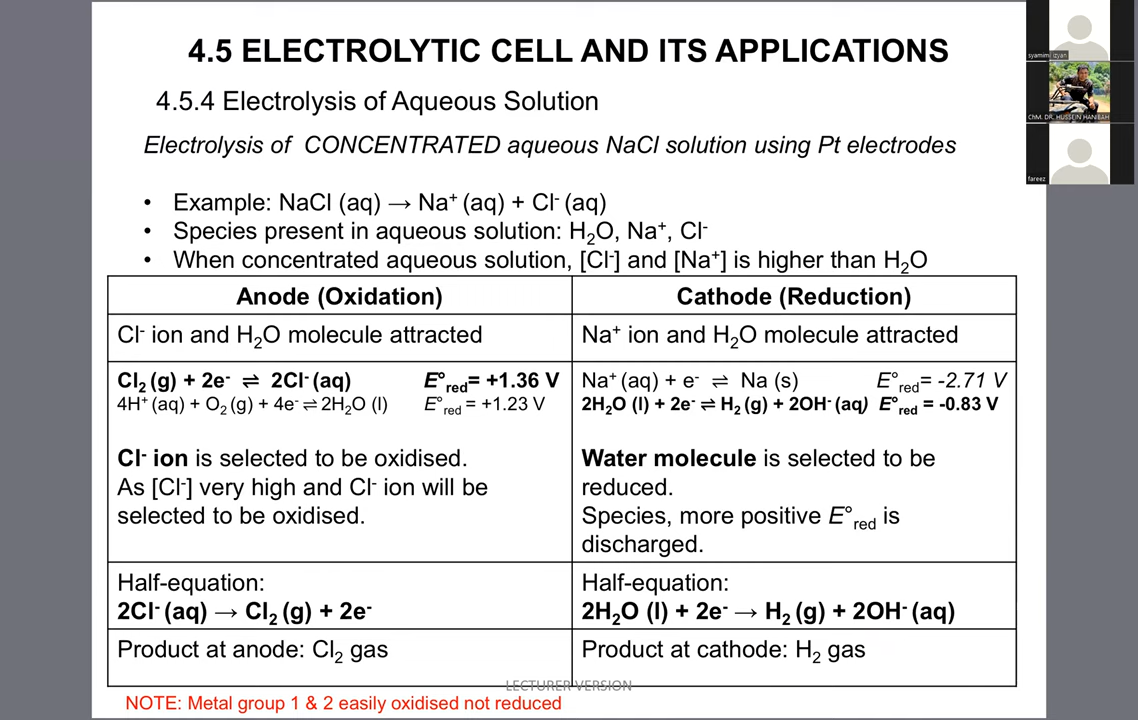 4.5 ELECTROLYTIC CELL AND ITS APPLICATIONS
4.5.4 Electrolysis of Aqueous Solution
Electrolysis of CONCENTRATED aqueous NaCl solution using Pt electrodes
• Example: NaCl (aq) → Na⁺ (aq) + Cl⁻ (aq)
• Species present in aqueous solution: H₂O, Na⁺, Cl⁻
• When concentrated aqueous solution, [Cl⁻] and [Na⁺] is higher than H₂O
Anode (Oxidation)
Cathode (Reduction)
Cl⁻ ion and H₂O molecule attracted
Na⁺ ion and H₂O molecule attracted
Cl₂ (g) + 2e⁻ ⇌ 2Cl⁻ (aq) E°red = +1.36 V
4H⁺ (aq) + O₂ (g) + 4e⁻ ⇌ 2H₂O (l) E°red = +1.23 V
Cl⁻ ion is selected to be oxidised.
As [Cl⁻] very high and Cl⁻ ion will be
selected to be oxidised.
Na⁺ (aq) + e⁻ ⇌ Na (s) E°red = -2.71 V
2H₂O (l) + 2e⁻ ⇌ H₂ (g) + 2OH⁻ (aq) E°red = -0.83 V
Water molecule is selected to be
reduced.
Species, more positive E°red is
discharged.
Half-equation:
2Cl⁻ (aq) → Cl₂ (g) + 2e⁻
Half-equation:
2H₂O (l) + 2e⁻ → H₂ (g) + 2OH⁻ (aq)
Product at anode: Cl₂ gas
Product at cathode: H₂ gas
LECTURER VERSION
NOTE: Metal group 1 & 2 easily oxidised not reduced
syamimi izyan
ChM. DR. HUSSEIN HANIBAH
fareez